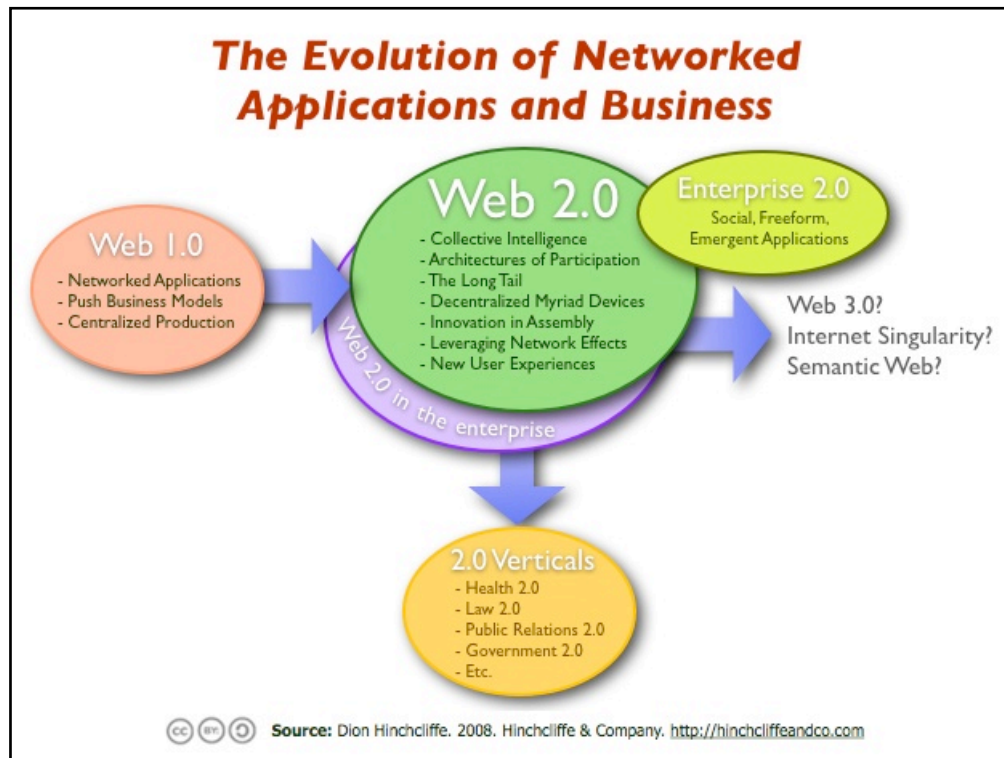 The Evolution of Networked
Applications and Business
Web 1.0
- Networked Applications
- Push Business Models
- Centralized Production
Web 2.0
- Collective Intelligence
- Architectures of Participation
- The Long Tail
- Decentralized Myriad Devices
- Innovation in Assembly
- Leveraging Network Effects
- New User Experiences
Web 2.0 in the enterprise
Enterprise 2.0
Social, Freeform,
Emergent Applications
Web 3.0?
Internet Singularity?
Semantic Web?
2.0 Verticals
- Health 2.0
- Law 2.0
- Public Relations 2.0
- Government 2.0
- Etc.
cc BY: Source: Dion Hinchcliffe. 2008. Hinchcliffe & Company. http://hinchcliffeandco.com